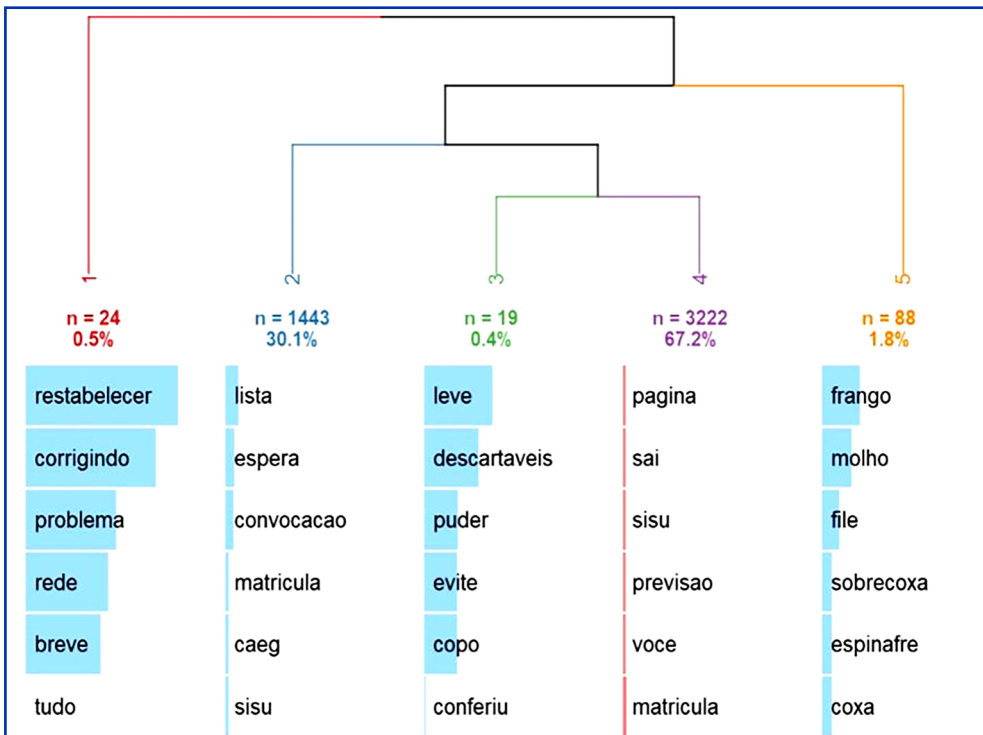 1
2
3
4
5
n = 24
0.5%
n = 1443
30.1%
n = 19
0.4%
n = 3222
67.2%
n = 88
1.8%
restabelecer
corrigindo
problema
rede
breve
tudo
lista
espera
convocacao
matricula
caeg
sisu
leve
descartaveis
puder
evite
copo
conferiu
pagina
sai
sisu
previsao
voce
matricula
frango
molho
file
sobrecoxa
espinafre
coxa